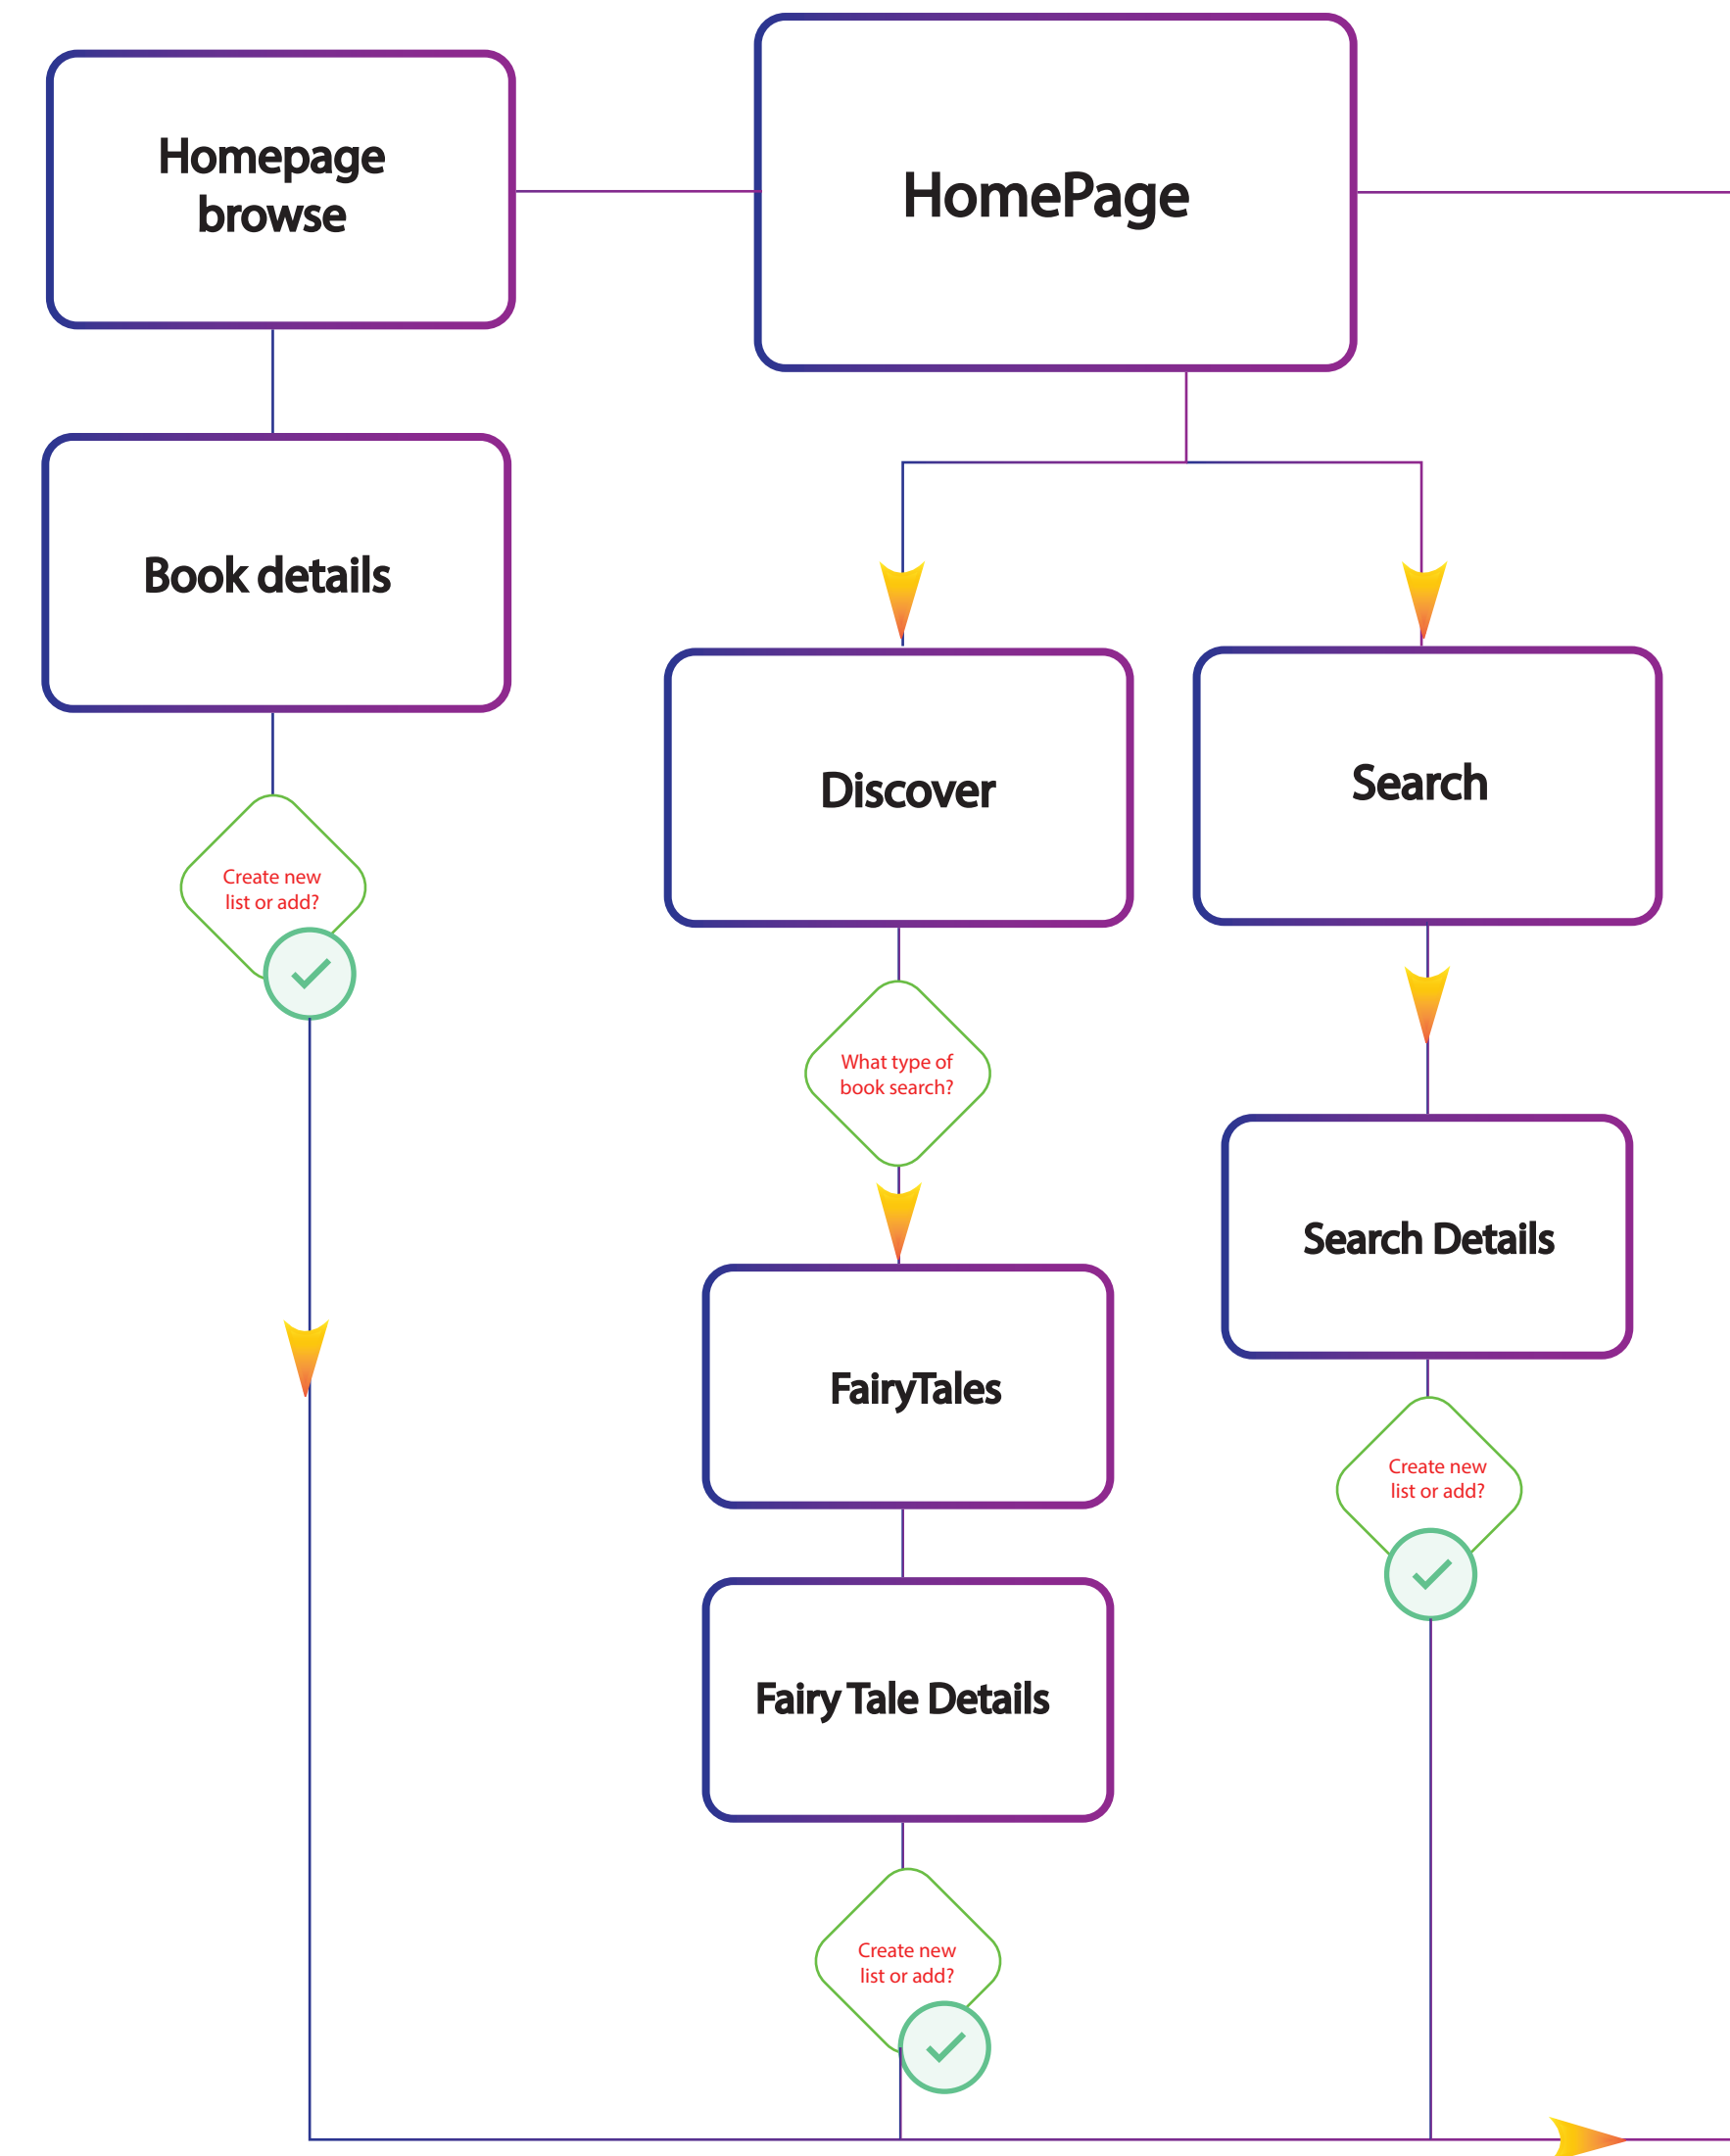 Homepage
browse
HomePage
Book details
Discover
Search
Create new
list or add?
What type of
book search?
Search Details
FairyTales
Create new
list or add?
Fairy Tale Details
Create new
list or add?